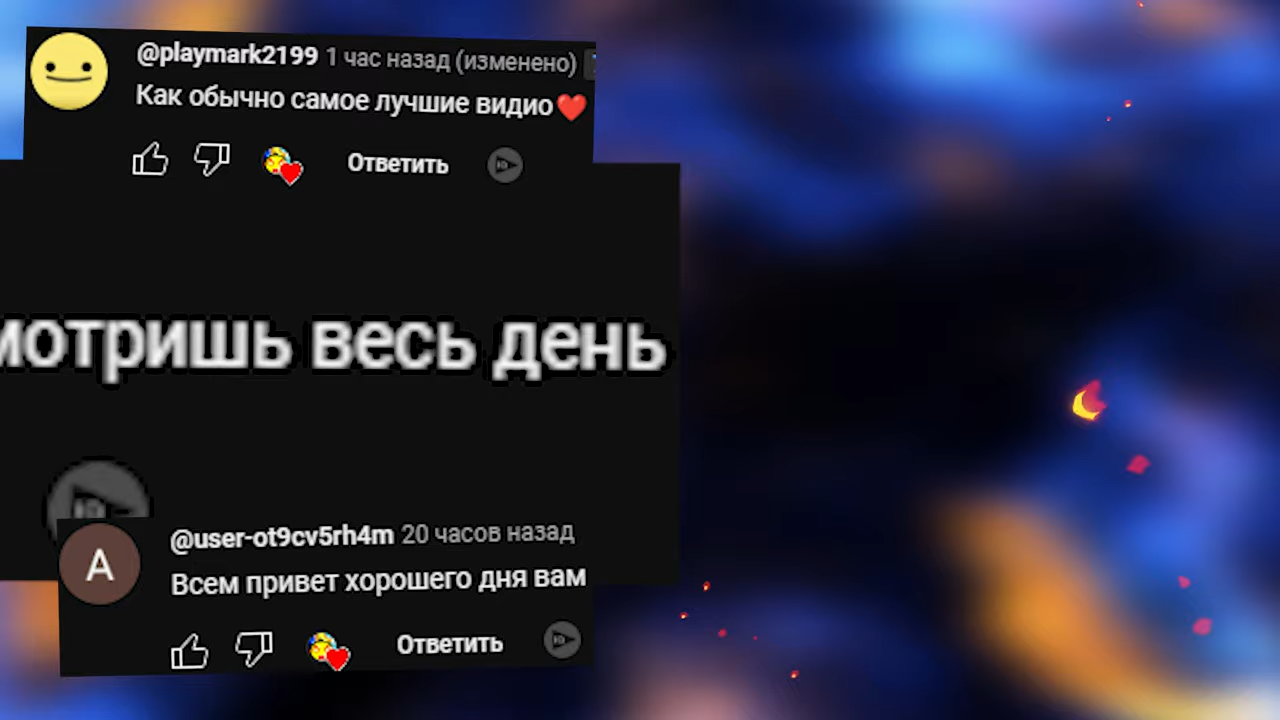 @playmark2199 1 час назад (изменено)
Как обычно самое лучшие видио❤️
Ответить
мотришь весь день
@user-ot9cv5rh4m 20 часов назад
А
Всем привет хорошего дня вам
Ответить